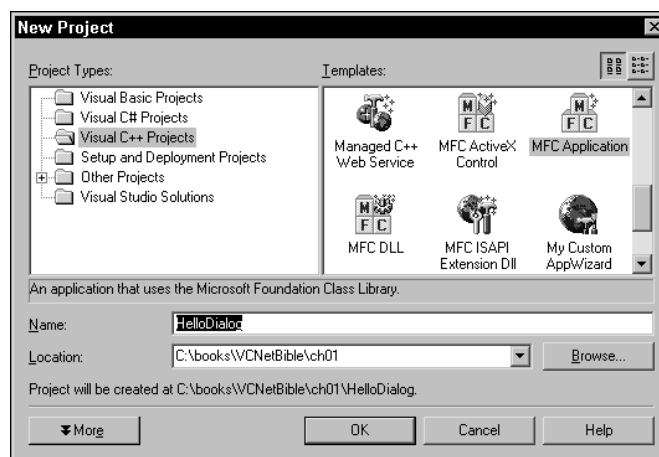 New Project
Project Types:
Templates:
Visual Basic Projects
Visual C# Projects
Visual C++ Projects
Setup and Deployment Projects
Other Projects
Visual Studio Solutions
Managed C++
Web Service
MFC ActiveX
Control
MFC Application
MFC DLL
MFC ISAPI
Extension Dll
My Custom
AppWizard
An application that uses the Microsoft Foundation Class Library.
Name:
HelloDialog
Location:
C:\books\VCNetBible\ch01
Browse...
Project will be created at C:\books\VCNetBible\ch01\HelloDialog.
More
OK
Cancel
Help